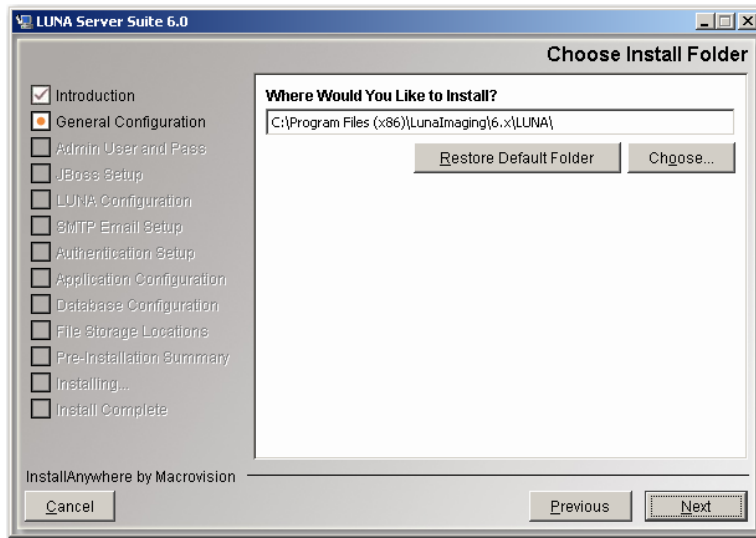 LUNA Server Suite 6.0
Choose Install Folder
Introduction
General Configuration
Admin User and Pass
JBoss Setup
LUNA Configuration
SMTP Email Setup
Authentication Setup
Application Configuration
Database Configuration
File Storage Locations
Pre-Installation Summary
Installing...
Install Complete
Where Would You Like to Install?
C:\Program Files (x86)\LunaImaging\6.x\LUNA\
Restore Default Folder
Choose...
InstallAnywhere by Macrovision
Cancel
Previous
Next